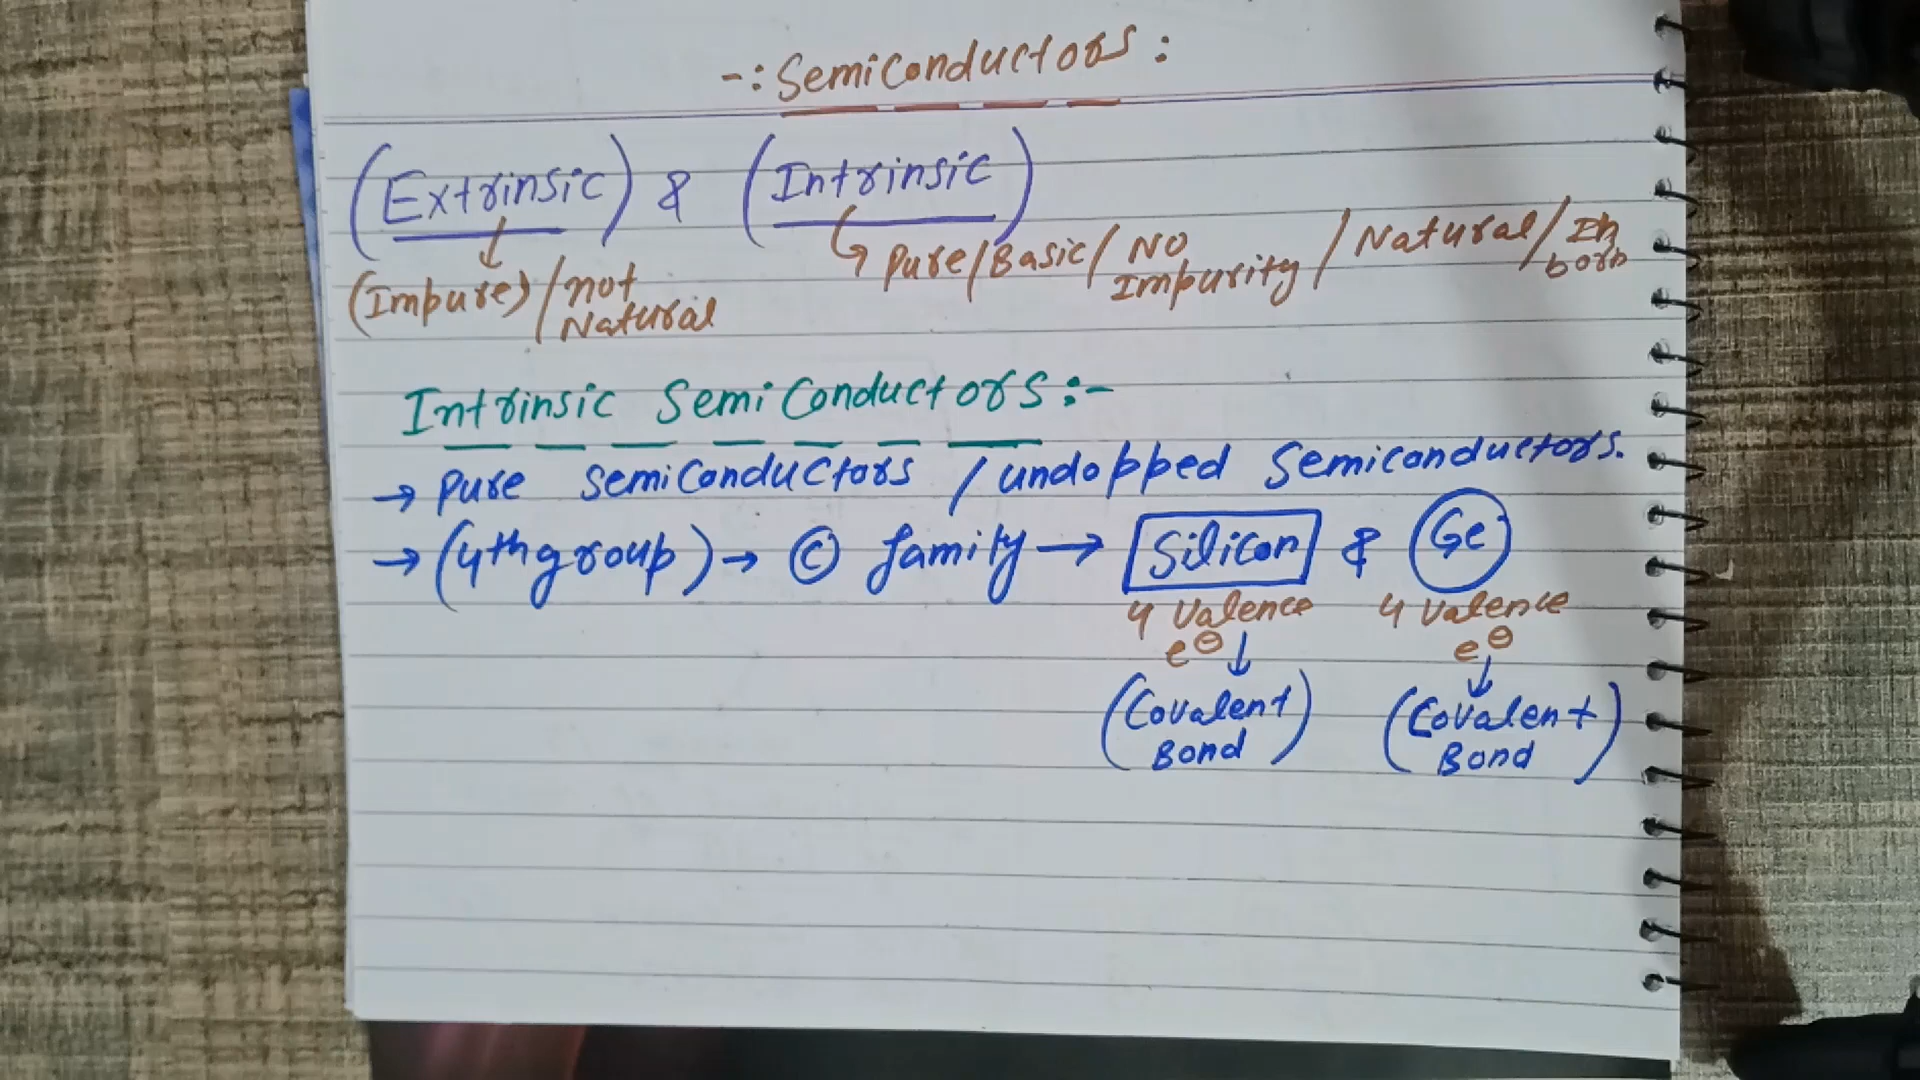 -: Semiconductors :
(Extrinsic) & (Intrinsic)
(Impure) / not Natural
Pure / Basic / No Impurity / Natural / In born
Intrinsic Semiconductors :-
→ Pure semiconductors / undopped Semiconductors.
→ (4th group) → © family → Silicon & Ge
4 Valence e⊖ ↓ 4 Valence e⊖ ↓
(Covalent Bond) (Covalent Bond)